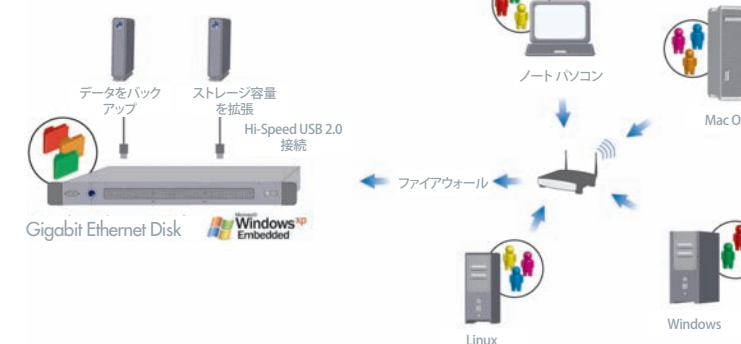 データをバック
アップ
ストレージ容量
を拡張
Hi-Speed USB 2.0
接続
Gigabit Ethernet Disk
Microsoft
Windows xp
Embedded
ファイアウォール
ノート パソコン
Mac O
Linux
Windows